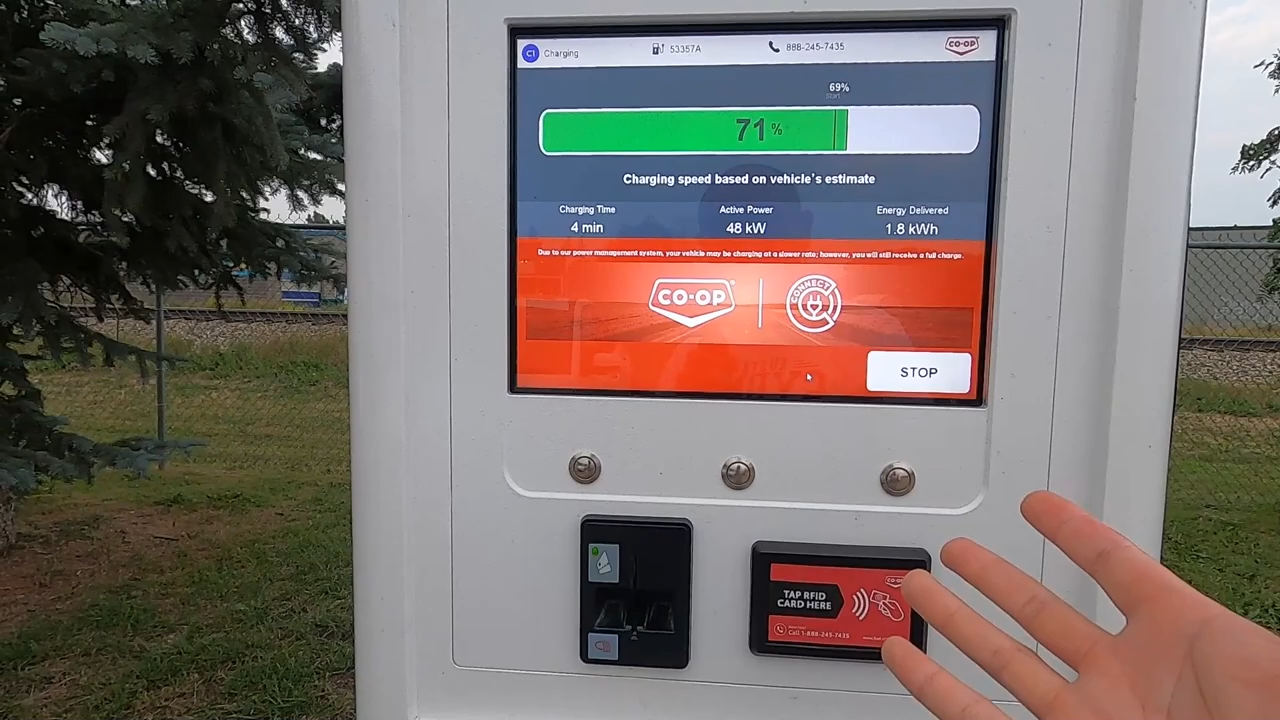 C1 Charging
53357A
888-245-7435
CO-OP
69%
Start
71%
Charging speed based on vehicle's estimate
Charging Time
Active Power
Energy Delivered
4 min
48 kW
1.8 kWh
Due to our power management system, your vehicle may be charging at a slower rate; however, you will still receive a full charge.
CO-OP®
CONNECT
STOP
CO-OP
TAP RFID
CARD HERE
Call 1-888-245-7435